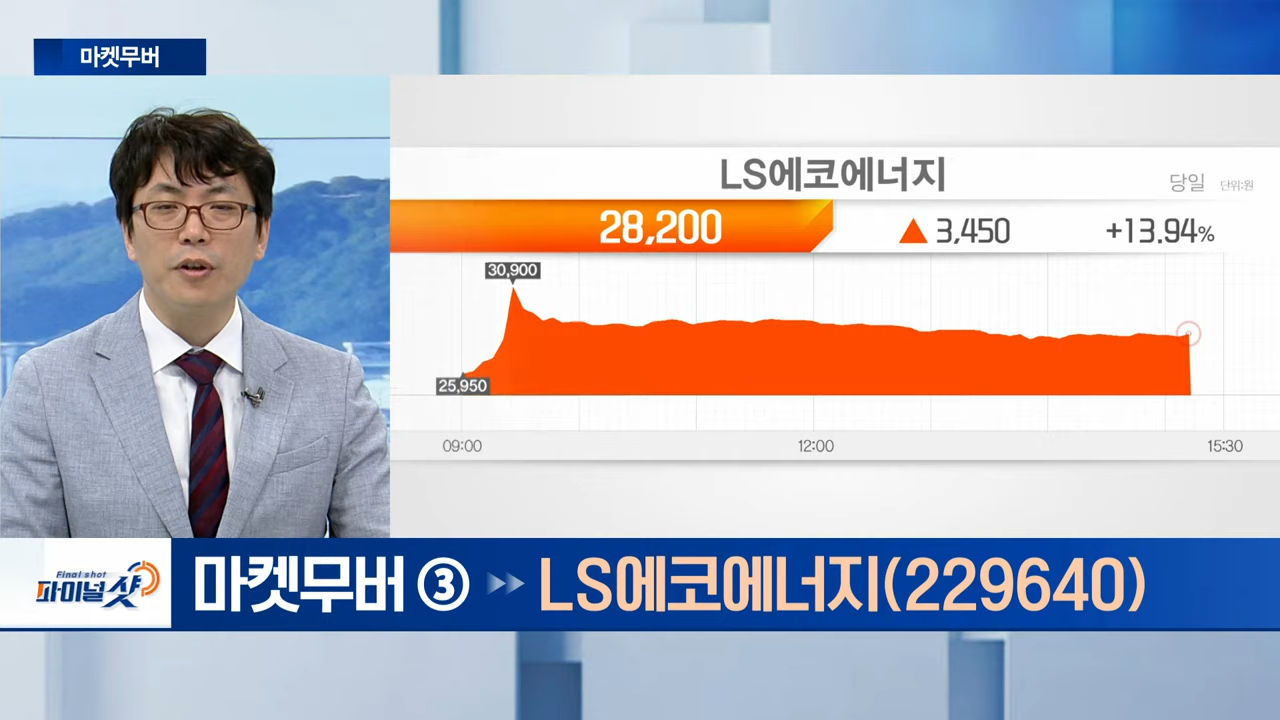 마켓무버
LS에코에너지
당일 단위:원
28,200 ▲ 3,450 +13.94%
30,900
25,950
09:00 12:00 15:30
Final shot
파이널샷
마켓무버 ③ LS에코에너지(229640)